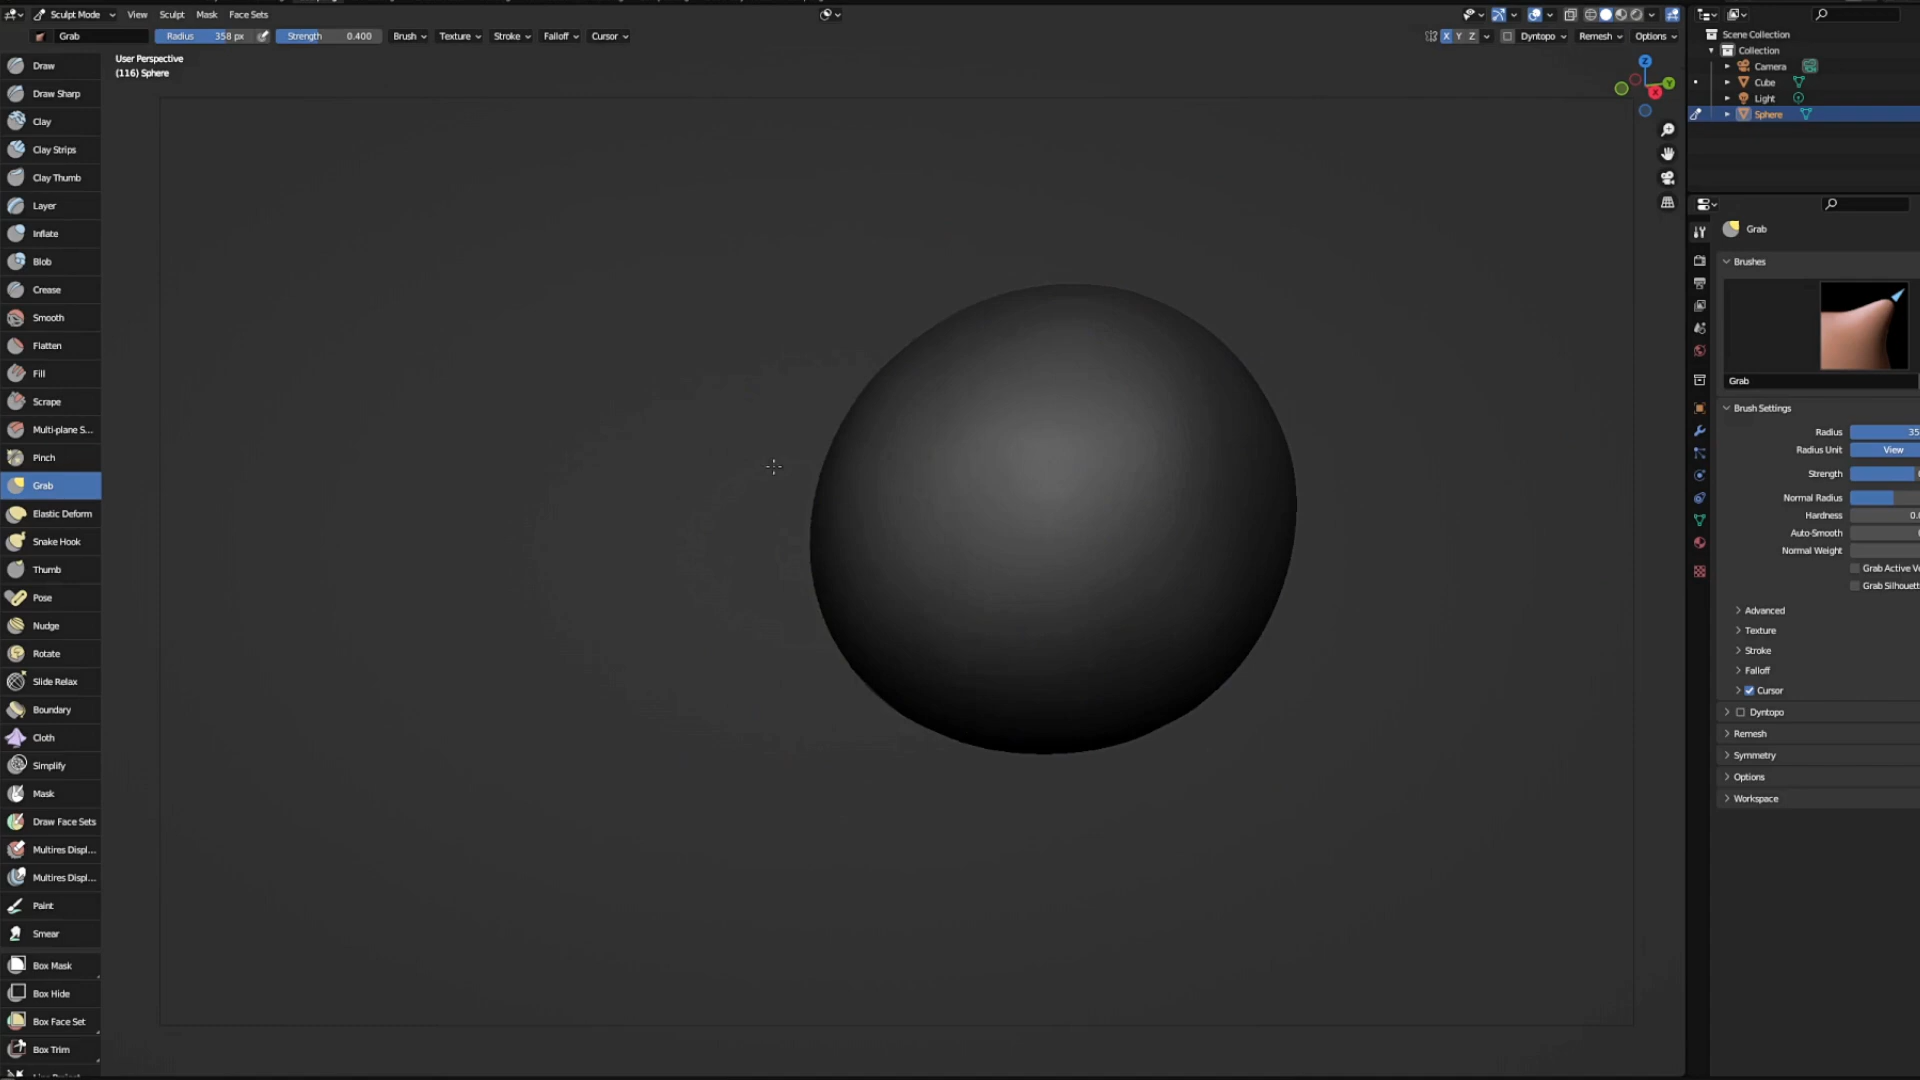 Sculpt Mode View Sculpt Mask Face Sets
Grab Radius 358 px Strength 0.400 Brush Texture Stroke Falloff Cursor X Y Z Dyntopo Remesh Options
User Perspective
(116) Sphere
Draw
Draw Sharp
Clay
Clay Strips
Clay Thumb
Layer
Inflate
Blob
Crease
Smooth
Flatten
Fill
Scrape
Multi-plane S...
Pinch
Grab
Elastic Deform
Snake Hook
Thumb
Pose
Nudge
Rotate
Slide Relax
Boundary
Cloth
Simplify
Mask
Draw Face Sets
Multires Displ...
Multires Displ...
Paint
Smear
Box Mask
Box Hide
Box Face Set
Box Trim
Z
Y
X
Scene Collection
Collection
Camera
Cube
Light
Sphere
Grab
Brushes
Grab
Brush Settings
Radius 35
Radius Unit View
Strength
Normal Radius
Hardness 0.
Auto-Smooth
Normal Weight
Grab Active
Grab
Advanced
Texture
Stroke
Falloff
Cursor
Dyntopo
Remesh
Symmetry
Options
Workspace